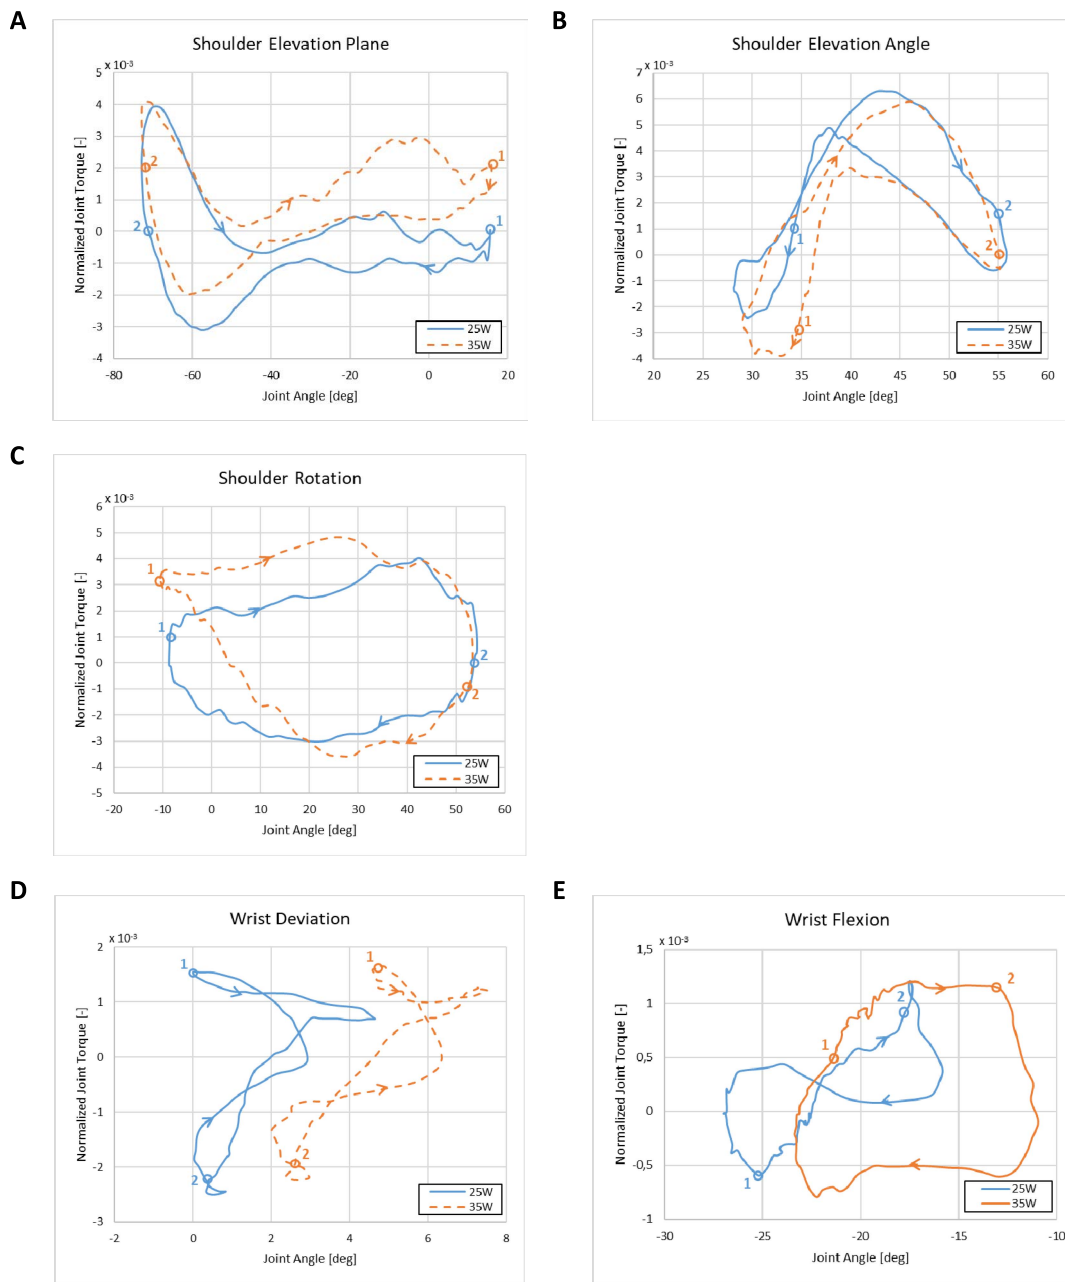 A
Shoulder Elevation Plane
x 10⁻³
5
4
3
2
1
0
-1
-2
-3
-4
Normalized Joint Torque [-]
2
2
1
1
25W
35W
-80 -60 -40 -20 0 20
Joint Angle [deg]
B
Shoulder Elevation Angle
x 10⁻³
7
6
5
4
3
2
1
0
-1
-2
-3
-4
Normalized Joint Torque [-]
1
2
2
1
25W
35W
20 25 30 35 40 45 50 55 60
Joint Angle [deg]
C
Shoulder Rotation
x 10⁻³
6
5
4
3
2
1
0
-1
-2
-3
-4
-5
Normalized Joint Torque [-]
1
1
2
2
25W
35W
-20 -10 0 10 20 30 40 50 60
Joint Angle [deg]
D
Wrist Deviation
x 10⁻³
2
1
0
-1
-2
-3
Normalized Joint Torque [-]
1
1
2
2
25W
35W
-2 0 2 4 6 8
Joint Angle [deg]
E
Wrist Flexion
x 10⁻³
1,5
1
0,5
0
-0,5
-1
Normalized Joint Torque [-]
2
2
1
1
25W
35W
-30 -25 -20 -15 -10
Joint Angle [deg]